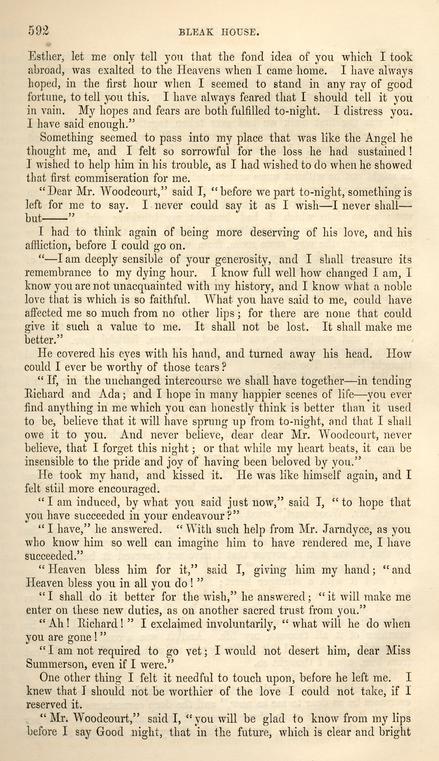 592 BLEAK HOUSE.
Esther, let me only tell you that the fond idea of you which I took
abroad, was exalted to the Heavens when I came home. I have always
hoped, in the first hour when I seemed to stand in any ray of good
fortune, to tell you this. I have always feared that I should tell it you
in vain. My hopes and fears are both fulfilled to-night. I distress you.
I have said enough."
Something seemed to pass into my place that was like the Angel he
thought me, and I felt so sorrowful for the loss he had sustained!
I wished to help him in his trouble, as I had wished to do when he showed
that first commiseration for me.
"Dear Mr. Woodcourt," said I, "before we part to-night, something is
left for me to say. I never could say it as I wish—I never shall—
but——"
I had to think again of being more deserving of his love, and his
affliction, before I could go on.
"—I am deeply sensible of your generosity, and I shall treasure its
remembrance to my dying hour. I know full well how changed I am, I
know you are not unacquainted with my history, and I know what a noble
love that is which is so faithful. What you have said to me, could have
affected me so much from no other lips; for there are none that could
give it such a value to me. It shall not be lost. It shall make me
better."
He covered his eyes with his hand, and turned away his head. How
could I ever be worthy of those tears?
"If, in the unchanged intercourse we shall have together—in tending
Richard and Ada; and I hope in many happier scenes of life—you ever
find anything in me which you can honestly think is better than it used
to be, believe that it will have sprung up from to-night, and that I shall
owe it to you. And never believe, dear dear Mr. Woodcourt, never
believe, that I forget this night; or that while my heart beats, it can be
insensible to the pride and joy of having been beloved by you."
He took my hand, and kissed it. He was like himself again, and I
felt still more encouraged.
"I am induced, by what you said just now," said I, "to hope that
you have succeeded in your endeavour?"
"I have," he answered. "With such help from Mr. Jarndyce, as you
who know him so well can imagine him to have rendered me, I have
succeeded."
"Heaven bless him for it," said I, giving him my hand; "and
Heaven bless you in all you do!"
"I shall do it better for the wish," he answered; "it will make me
enter on these new duties, as on another sacred trust from you."
"Ah! Richard!" I exclaimed involuntarily, "what will he do when
you are gone!"
"I am not required to go yet; I would not desert him, dear Miss
Summerson, even if I were."
One other thing I felt it needful to touch upon, before he left me. I
knew that I should not be worthier of the love I could not take, if I
reserved it.
"Mr. Woodcourt," said I, "you will be glad to know from my lips
before I say Good night, that in the future, which is clear and bright